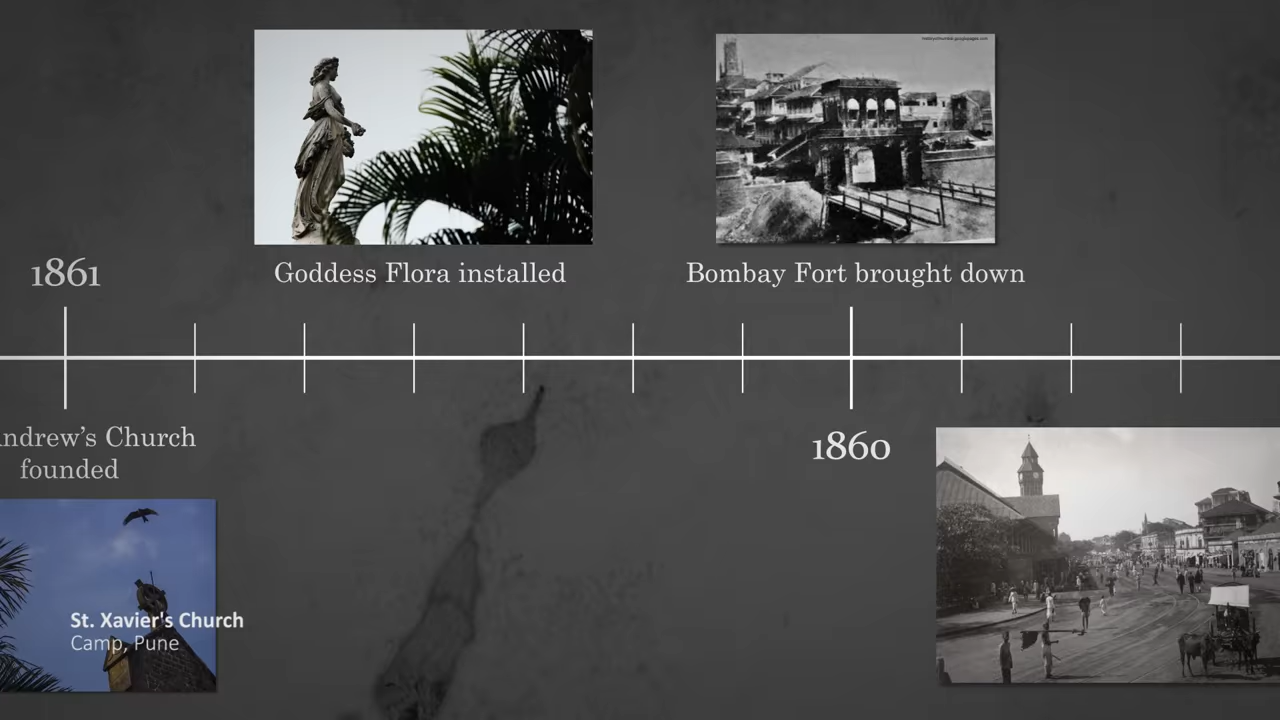 1861
Goddess Flora installed
Bombay Fort brought down
ndrew's Church
founded
1860
St. Xavier's Church
Camp, Pune